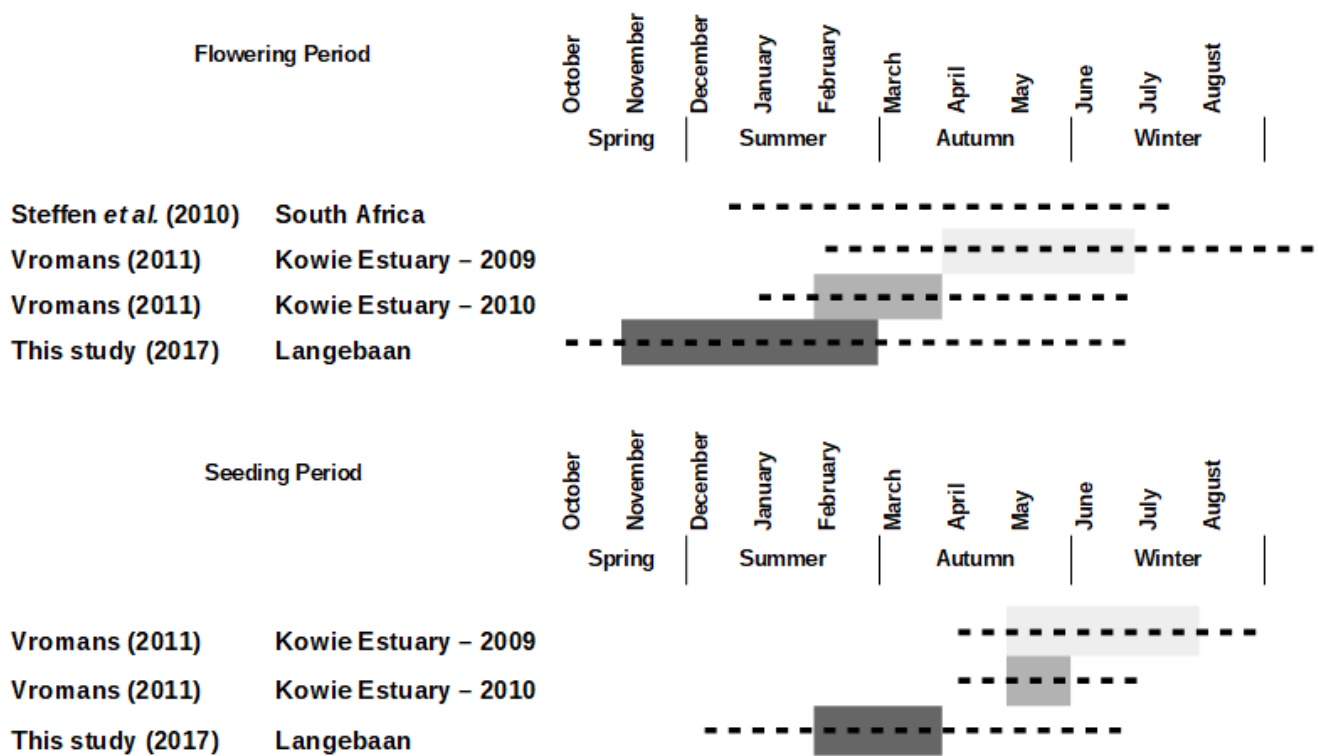 Flowering Period
October November December January February March April May June July August
Spring Summer Autumn Winter
Steffen et al. (2010) South Africa
Vromans (2011) Kowie Estuary – 2009
Vromans (2011) Kowie Estuary – 2010
This study (2017) Langebaan
Seeding Period
October November December January February March April May June July August
Spring Summer Autumn Winter
Vromans (2011) Kowie Estuary – 2009
Vromans (2011) Kowie Estuary – 2010
This study (2017) Langebaan